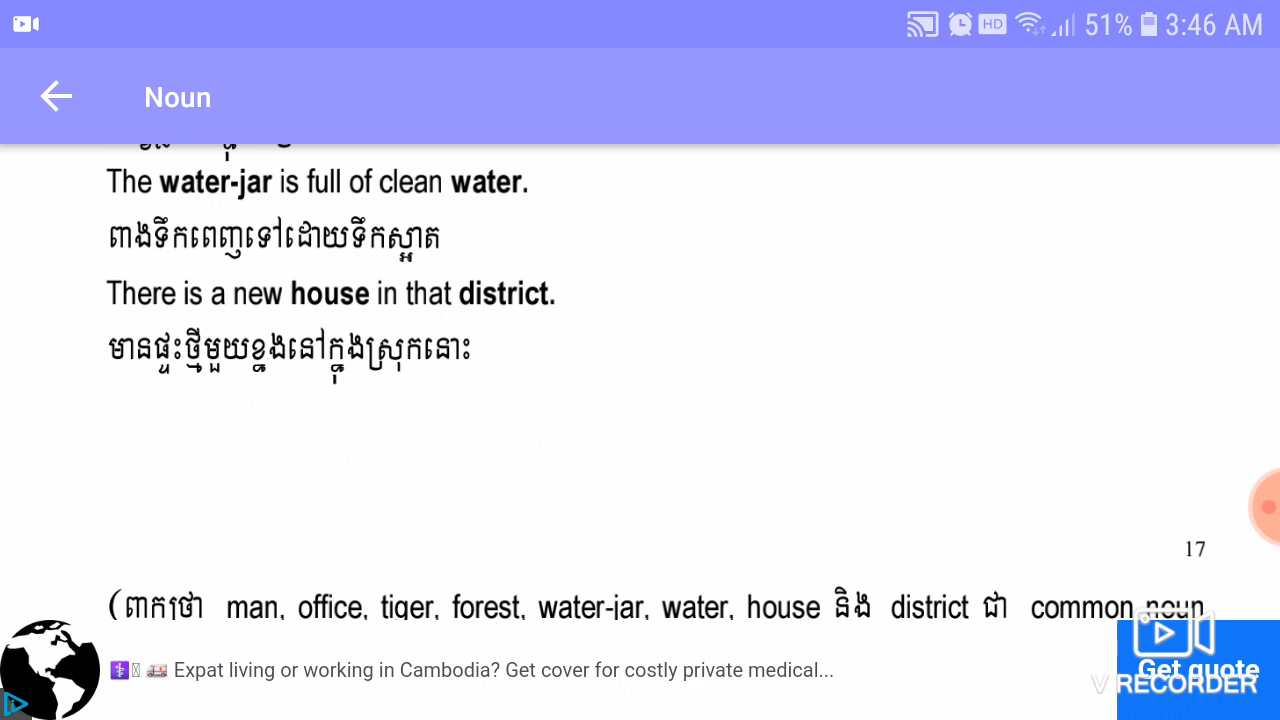 HD 51% 3:46 AM
Noun
The water-jar is full of clean water.
ពាងទឹកពេញទៅដោយទឹកស្អាត
There is a new house in that district.
មានផ្ទះថ្មីមួយខ្នងនៅក្នុងស្រុកនោះ
17
(ពាក្យថា man, office, tiger, forest, water-jar, water, house និង district ជា common noun
Expat living or working in Cambodia? Get cover for costly private medical...
Get quote
V RECORDER